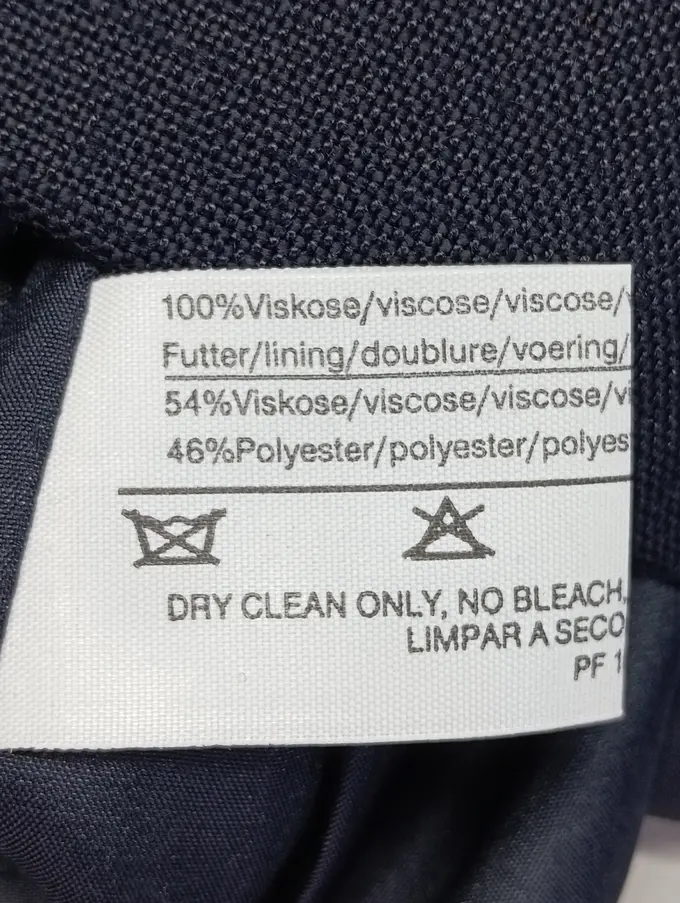 100%Viskose/viscose/viscose/
Futter/lining/doublure/voering/
54%Viskose/viscose/viscose/vi
46%Polyester/polyester/polyes
DRY CLEAN ONLY, NO BLEACH,
LIMPAR A SECO
PF 1